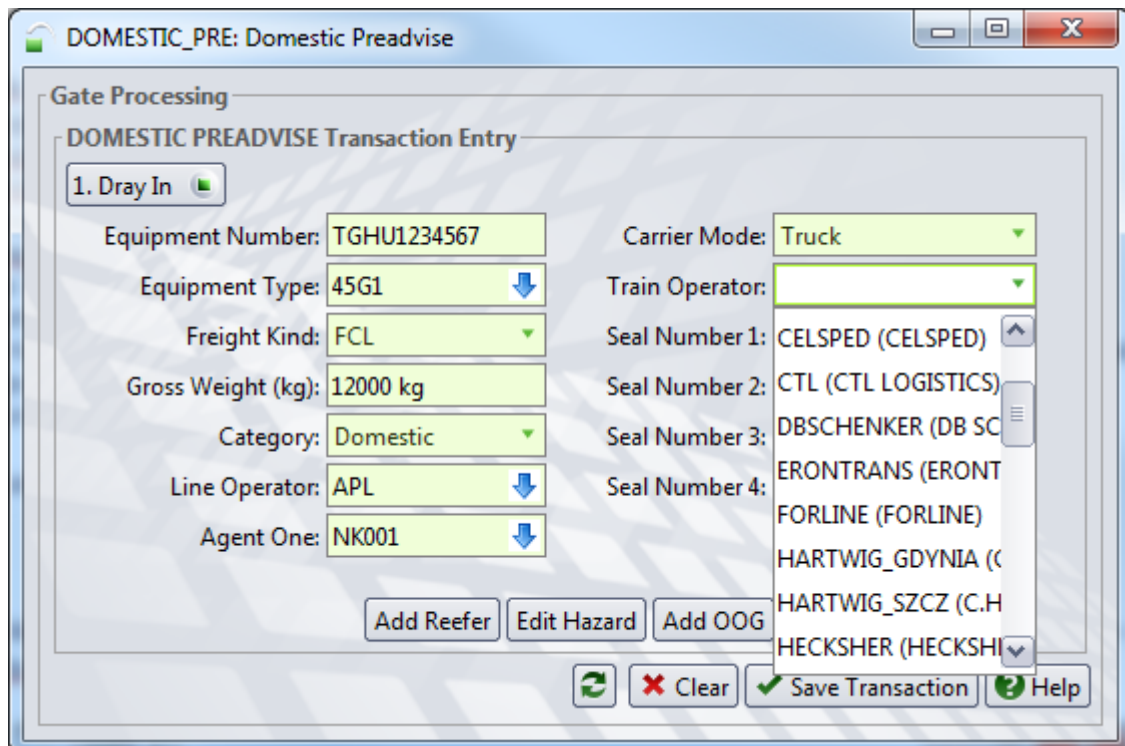 DOMESTIC_PRE: Domestic Preadvise
Gate Processing
DOMESTIC PREADVISE Transaction Entry
1. Dray In
Equipment Number: TGHU1234567
Equipment Type: 45G1
Freight Kind: FCL
Gross Weight (kg): 12000 kg
Category: Domestic
Line Operator: APL
Agent One: NK001
Carrier Mode: Truck
Train Operator:
Seal Number 1:
Seal Number 2:
Seal Number 3:
Seal Number 4:
CELSPED (CELSPED)
CTL (CTL LOGISTICS)
DBSCHENKER (DB SC
ERONTRANS (ERONT
FORLINE (FORLINE)
HARTWIG_GDYNIA (C
HARTWIG_SZCZ (C.H
HECKSHER (HECKSHE
Add Reefer Edit Hazard Add OOG
Clear Save Transaction Help